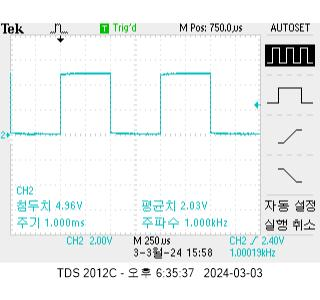 Tek T Trig'd M Pos: 750.0µs AUTOSET
2
CH2
첨두치 4.96V 평균치 2.03V
주기 1.000ms 주파수 1.000kHz
자동 설정
실행 취소
CH2 2.00V M 250µs CH2 2.40V
3-3월-24 15:58 1.00019kHz
TDS 2012C - 오후 6:35:37 2024-03-03